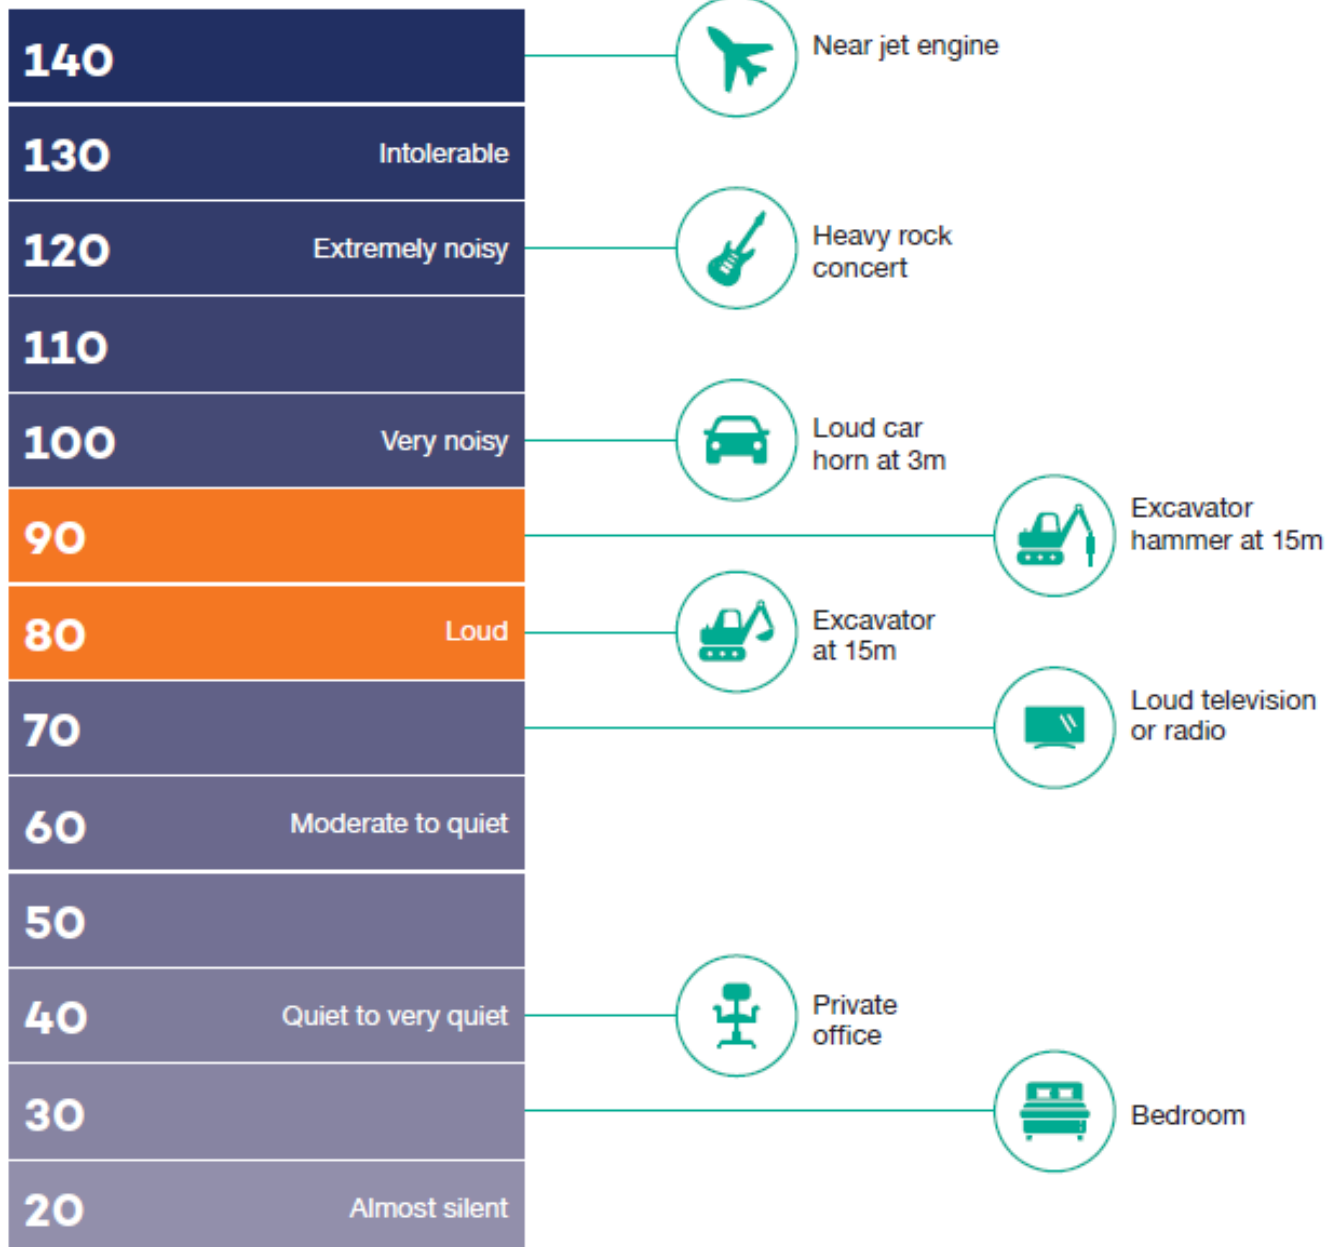 140
Near jet engine
130
Intolerable
120
Extremely noisy
Heavy rock
concert
110
100
Very noisy
Loud car
horn at 3m
90
Excavator
hammer at 15m
80
Loud
Excavator
at 15m
70
Loud television
or radio
60
Moderate to quiet
50
40
Quiet to very quiet
Private
office
30
Bedroom
20
Almost silent